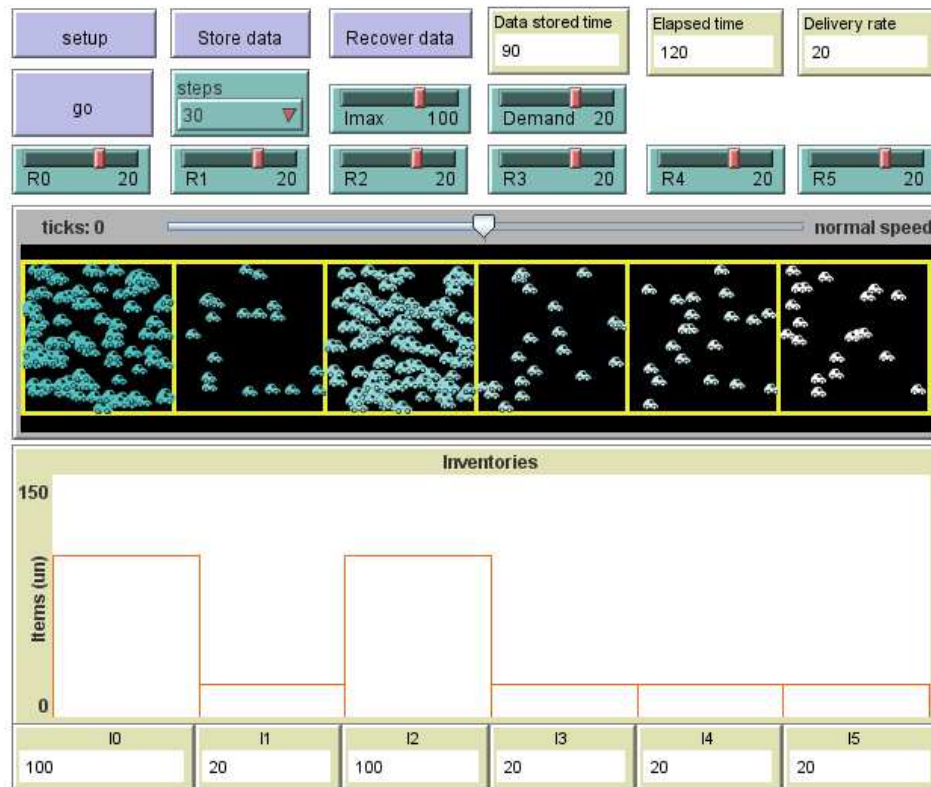 setup
Store data
Recover data
Data stored time
90
Elapsed time
120
Delivery rate
20
go
steps
30
Imax 100
Demand 20
R0 20
R1 20
R2 20
R3 20
R4 20
R5 20
ticks: 0
normal speed
Inventories
150
Items (un)
0
I0
100
I1
20
I2
100
I3
20
I4
20
I5
20